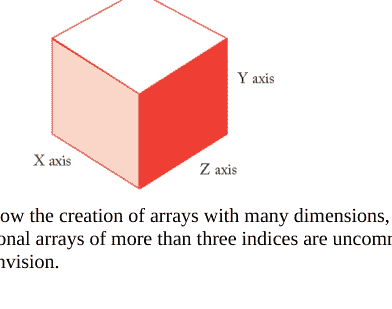 Y axis
X axis
Z axis
ow the creation of arrays with many dimensions,
onal arrays of more than three indices are uncomm
nvision.